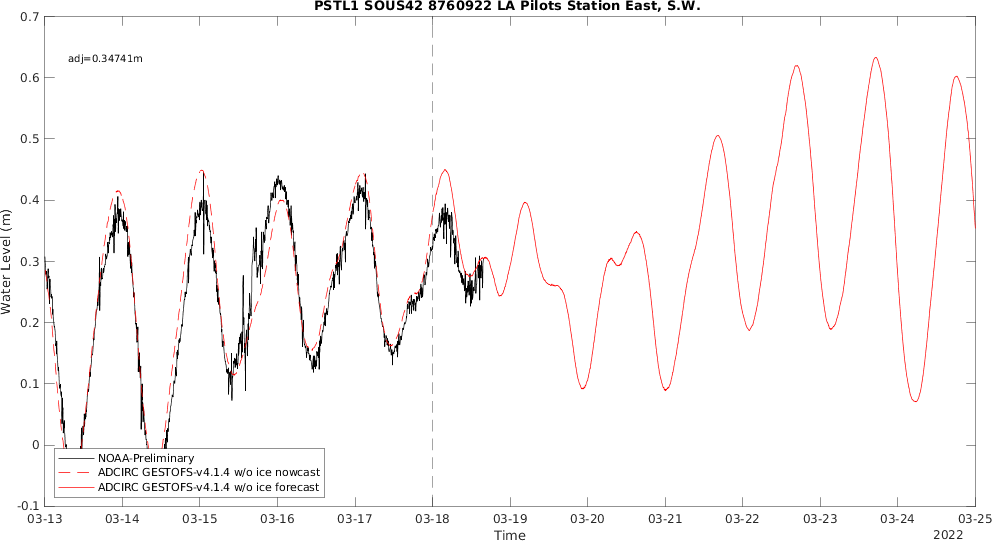 PSTL1 SOUS42 8760922 LA Pilots Station East, S.W.
0.7
adj=0.34741m
0.6
0.5
0.4
0.3
0.2
0.1
0
-0.1
Water Level (m)
NOAA-Preliminary
ADCIRC GESTOFS-v4.1.4 w/o ice nowcast
ADCIRC GESTOFS-v4.1.4 w/o ice forecast
03-13 03-14 03-15 03-16 03-17 03-18 03-19 03-20 03-21 03-22 03-23 03-24 03-25
Time
2022